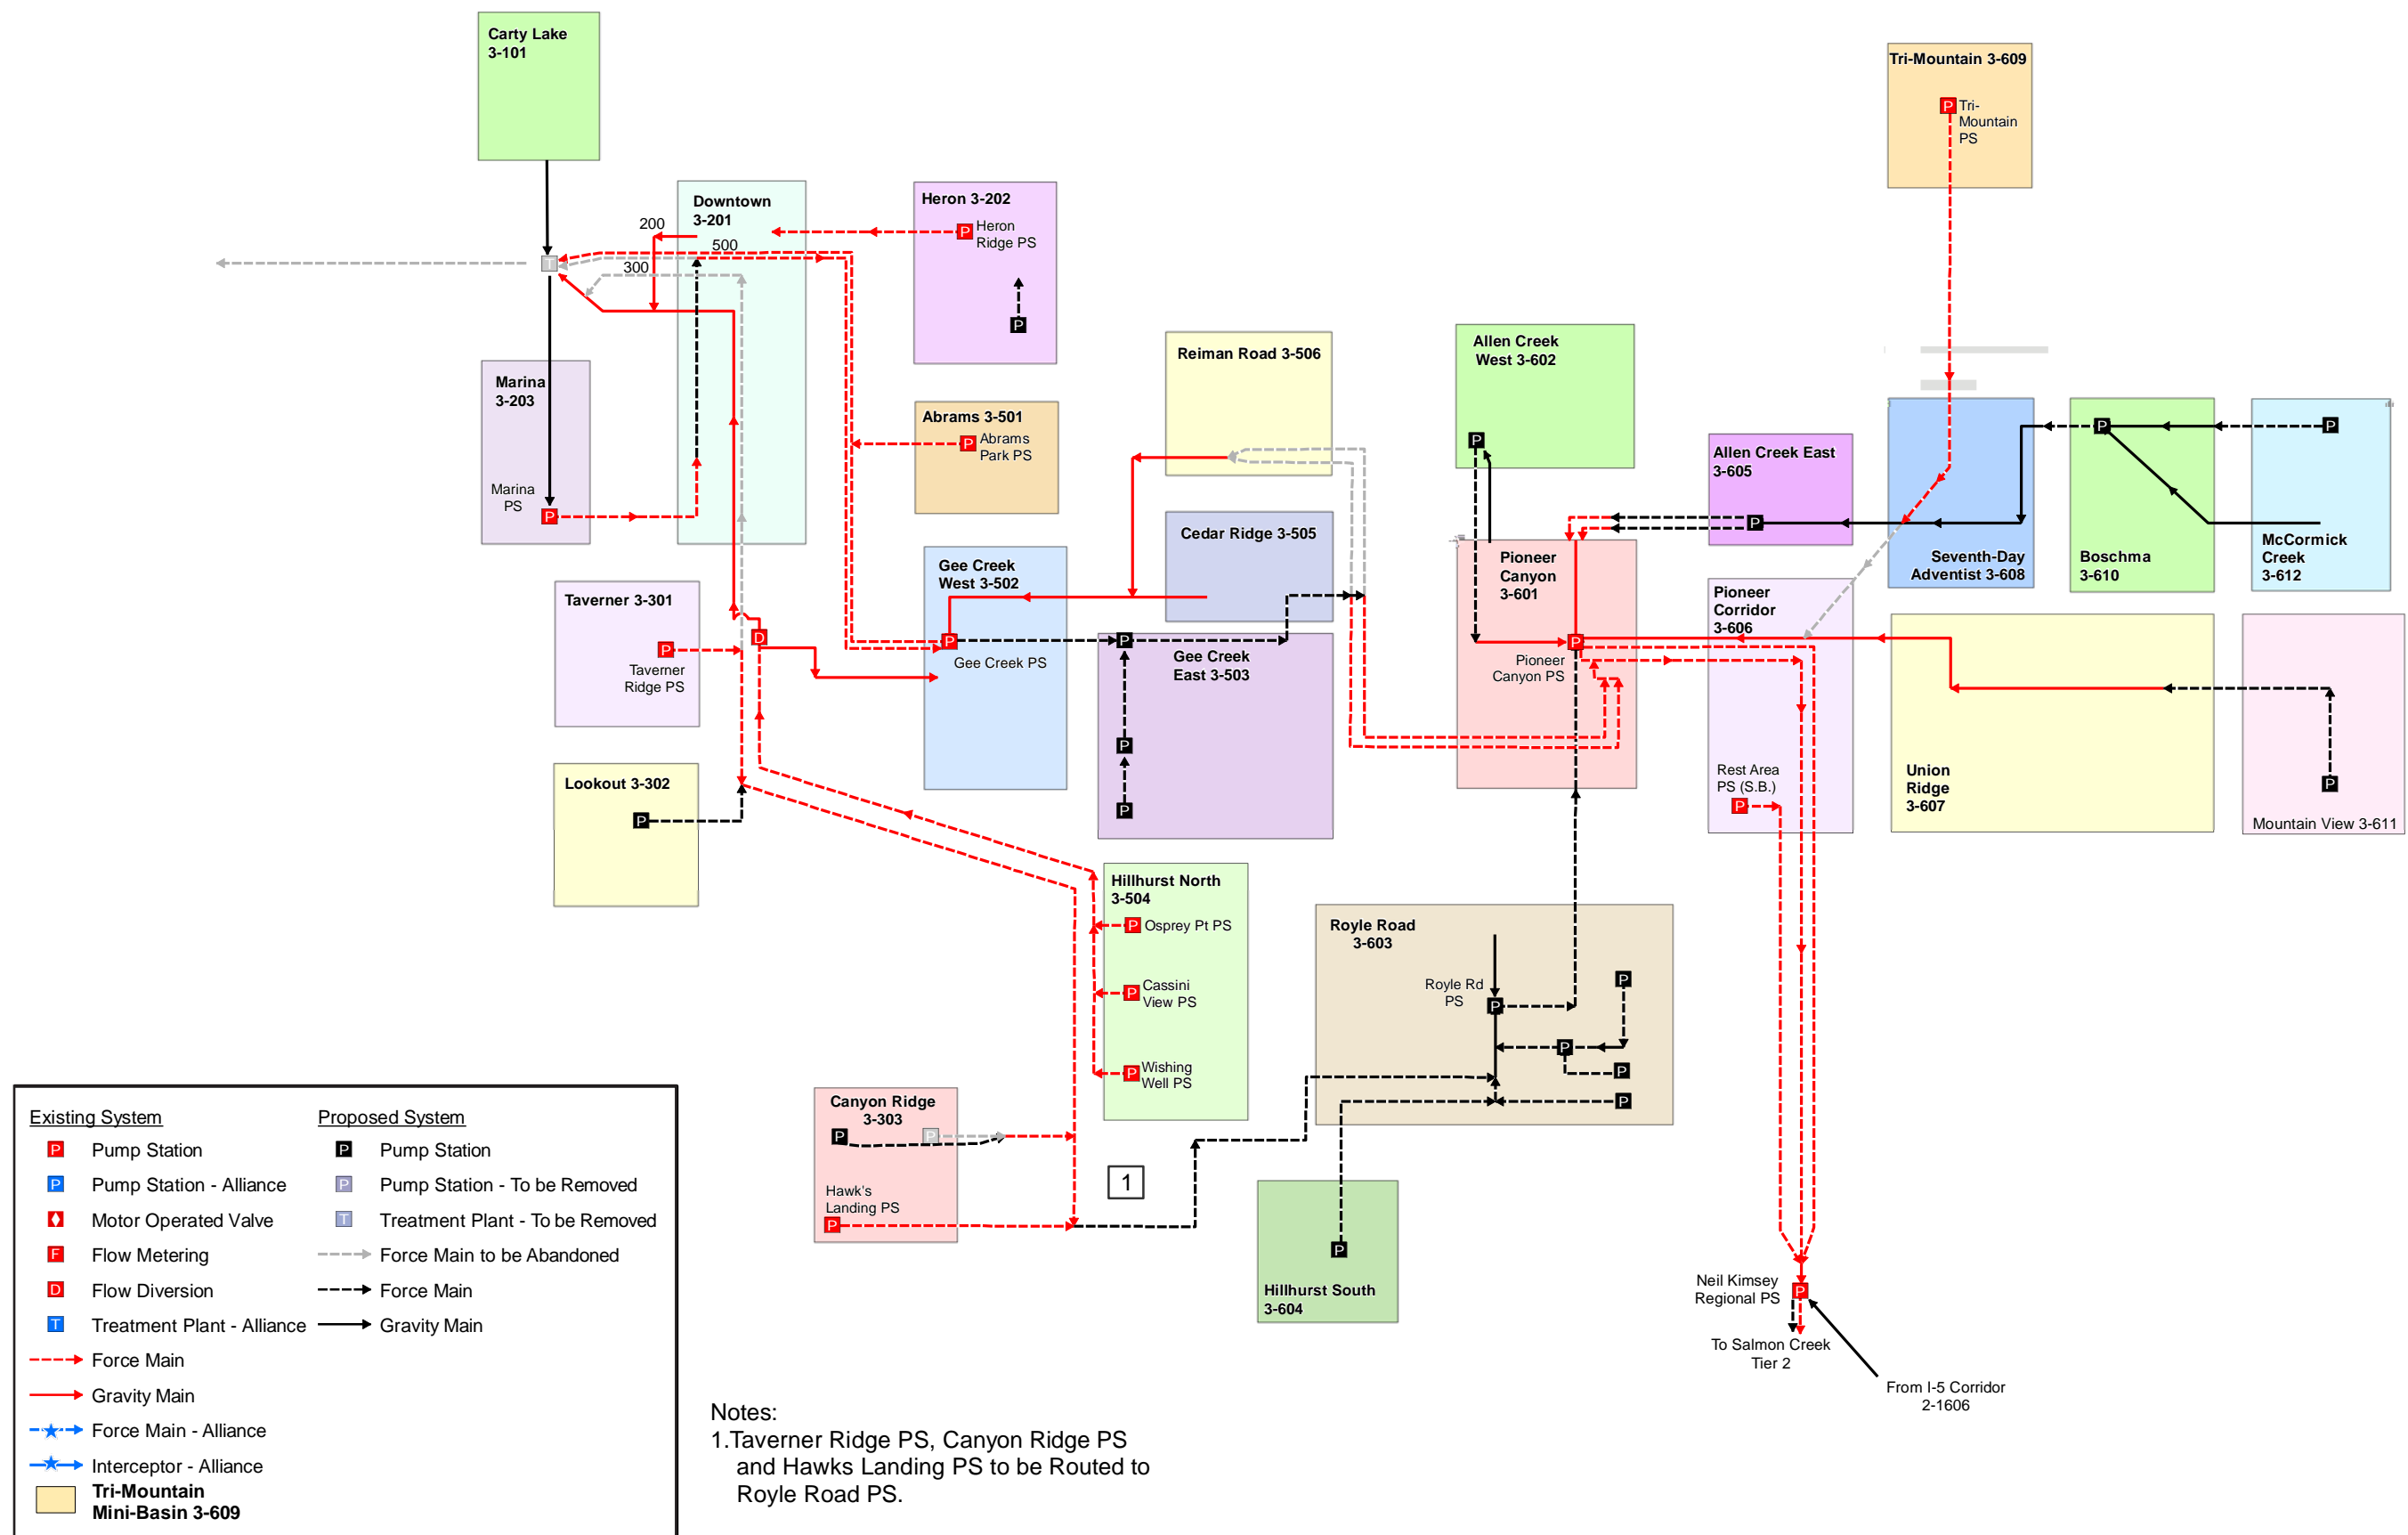 Carty Lake
3-101
Tri-Mountain 3-609
P Tri-
Mountain
PS
Downtown
3-201
200
500
300
T
Heron 3-202
P Heron
Ridge PS
P
Marina
3-203
Marina
PS
P
Abrams 3-501
P Abrams
Park PS
Reiman Road 3-506
Allen Creek
West 3-602
P
Allen Creek East
3-605
P
Seventh-Day
Adventist 3-608
P
Boschma
3-610
P
McCormick
Creek
3-612
Cedar Ridge 3-505
Gee Creek
West 3-502
P
Gee Creek PS
Taverner 3-301
P
Taverner
Ridge PS
D
P
Gee Creek
East 3-503
P
P
Pioneer
Canyon
3-601
P
Pioneer
Canyon PS
Pioneer
Corridor
3-606
Rest Area
PS (S.B.)
P
Union
Ridge
3-607
P
Mountain View 3-611
Lookout 3-302
P
Hillhurst North
3-504
P Osprey Pt PS
P Cassini
View PS
P Wishing
Well PS
Royle Road
3-603
Royle Rd
PS
P
P
P
P
P
Canyon Ridge
3-303
P
P
Hawk's
Landing PS
P
1
P
Hillhurst South
3-604
Neil Kimsey
Regional PS
P
To Salmon Creek
Tier 2
From I-5 Corridor
2-1606
Existing System
P Pump Station
P Pump Station - Alliance
Motor Operated Valve
F Flow Metering
D Flow Diversion
T Treatment Plant - Alliance
Force Main
Gravity Main
Force Main - Alliance
Interceptor - Alliance
Tri-Mountain
Mini-Basin 3-609
Proposed System
P Pump Station
P Pump Station - To be Removed
T Treatment Plant - To be Removed
Force Main to be Abandoned
Force Main
Gravity Main
Notes:
1.Taverner Ridge PS, Canyon Ridge PS
and Hawks Landing PS to be Routed to
Royle Road PS.